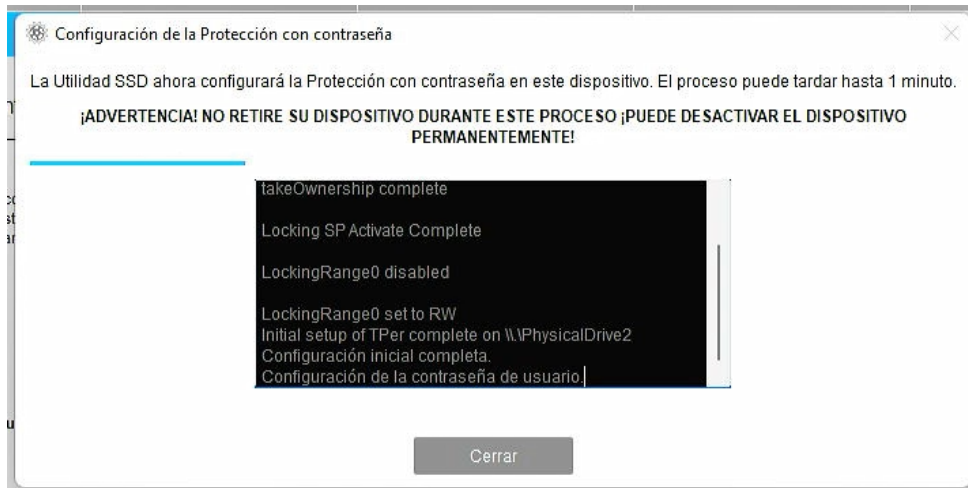 Configuración de la Protección con contraseña
La Utilidad SSD ahora configurará la Protección con contraseña en este dispositivo. El proceso puede tardar hasta 1 minuto.
¡ADVERTENCIA! NO RETIRE SU DISPOSITIVO DURANTE ESTE PROCESO ¡PUEDE DESACTIVAR EL DISPOSITIVO
PERMANENTEMENTE!
takeOwnership complete
Locking SP Activate Complete
LockingRange0 disabled
LockingRange0 set to RW
Initial setup of TPer complete on \\.\PhysicalDrive2
Configuración inicial completa.
Configuración de la contraseña de usuario.
Cerrar